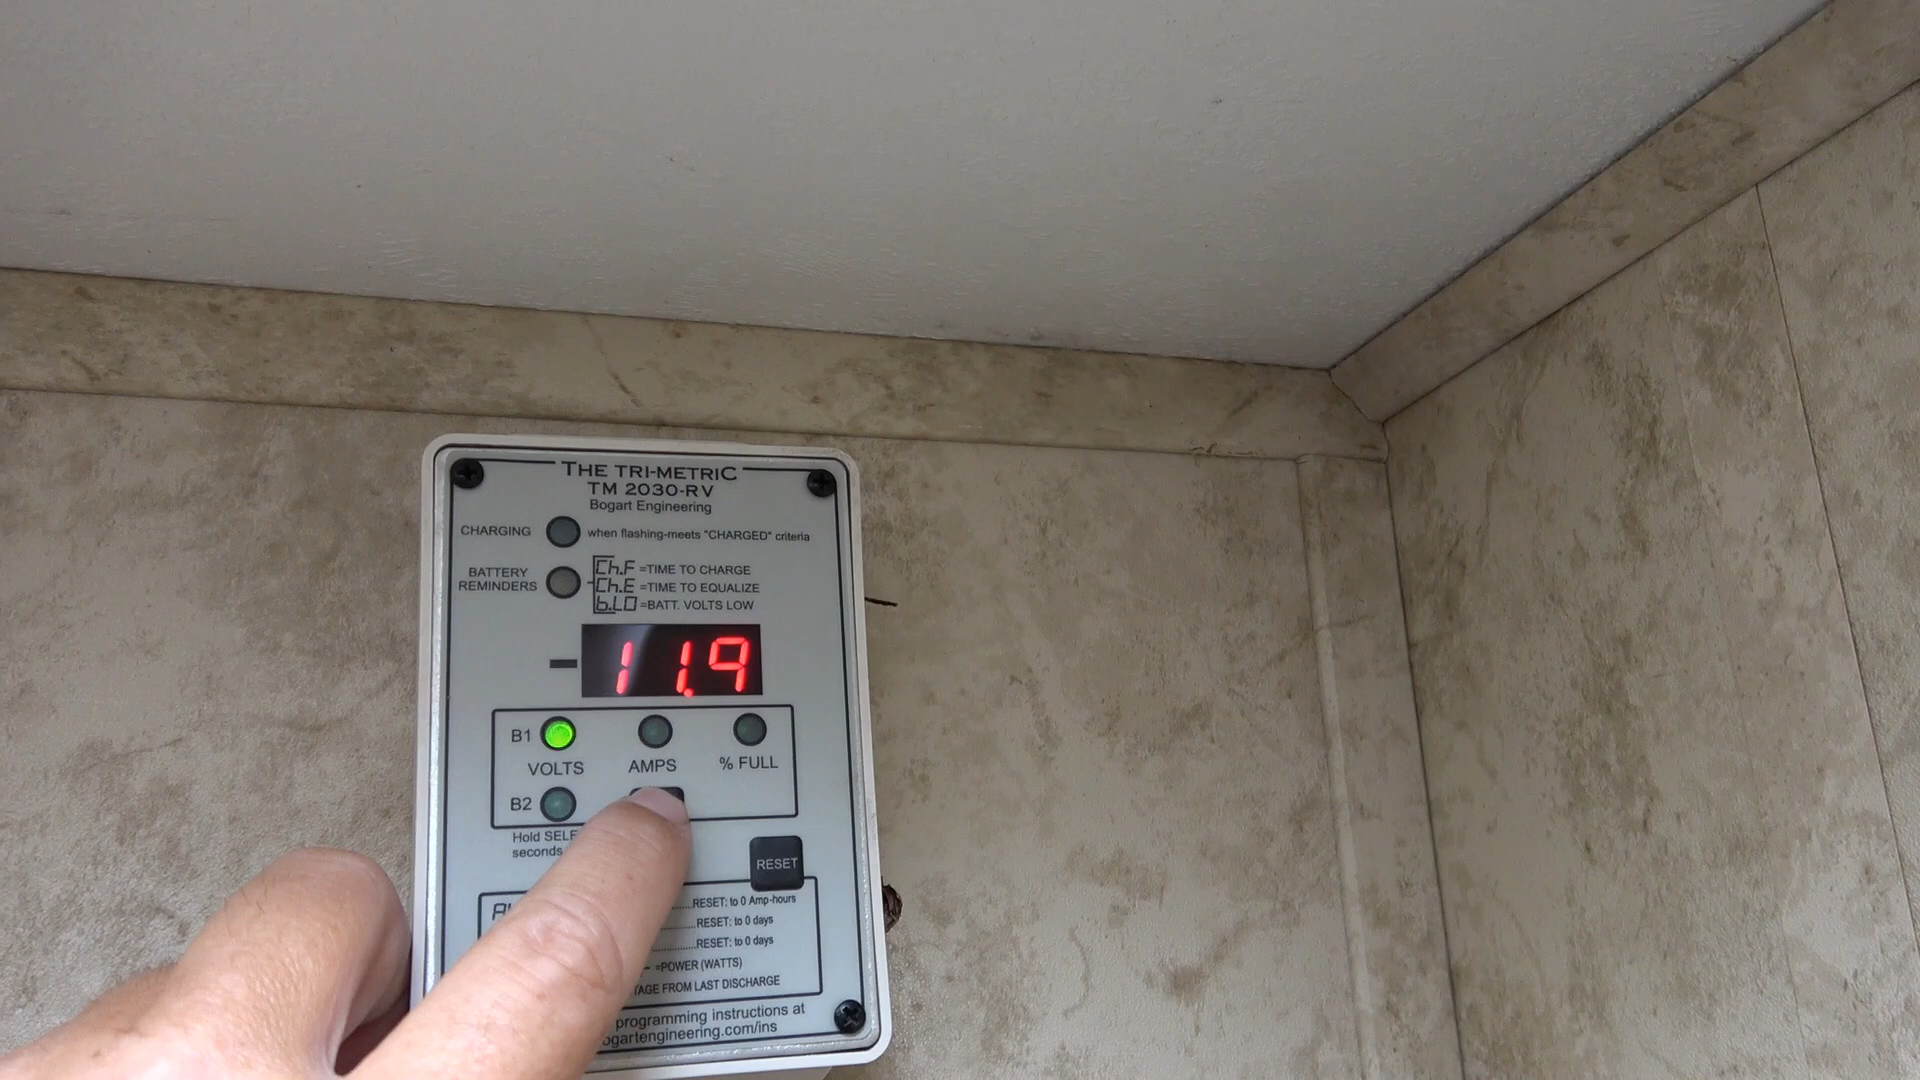 THE TRI-METRIC
TM 2030-RV
Bogart Engineering
CHARGING when flashing-meets "CHARGED" criteria
BATTERY REMINDERS
Ch.F =TIME TO CHARGE
Ch.E =TIME TO EQUALIZE
b.LO =BATT. VOLTS LOW
- 11.9
B1
VOLTS AMPS % FULL
B2
Hold
seconds
RESET
RESET: to 0 Amp-hours
RESET: to 0 days
RESET: to 0 days
=POWER (WATTS)
FROM LAST DISCHARGE
programming instructions at
ogartengineering.com/ins